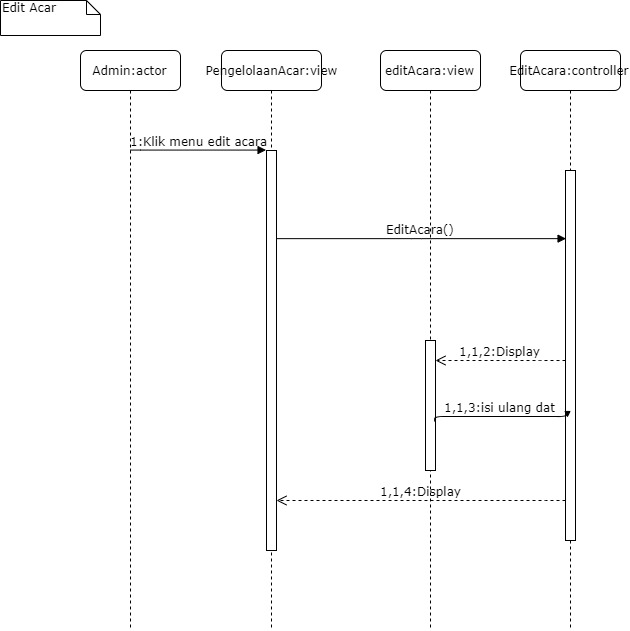 Edit Acar
Admin:actor
PengelolaanAcar:view
editAcara:view
EditAcara:controller
1:Klik menu edit acara
EditAcara()
1,1,2:Display
1,1,3:isi ulang dat
1,1,4:Display